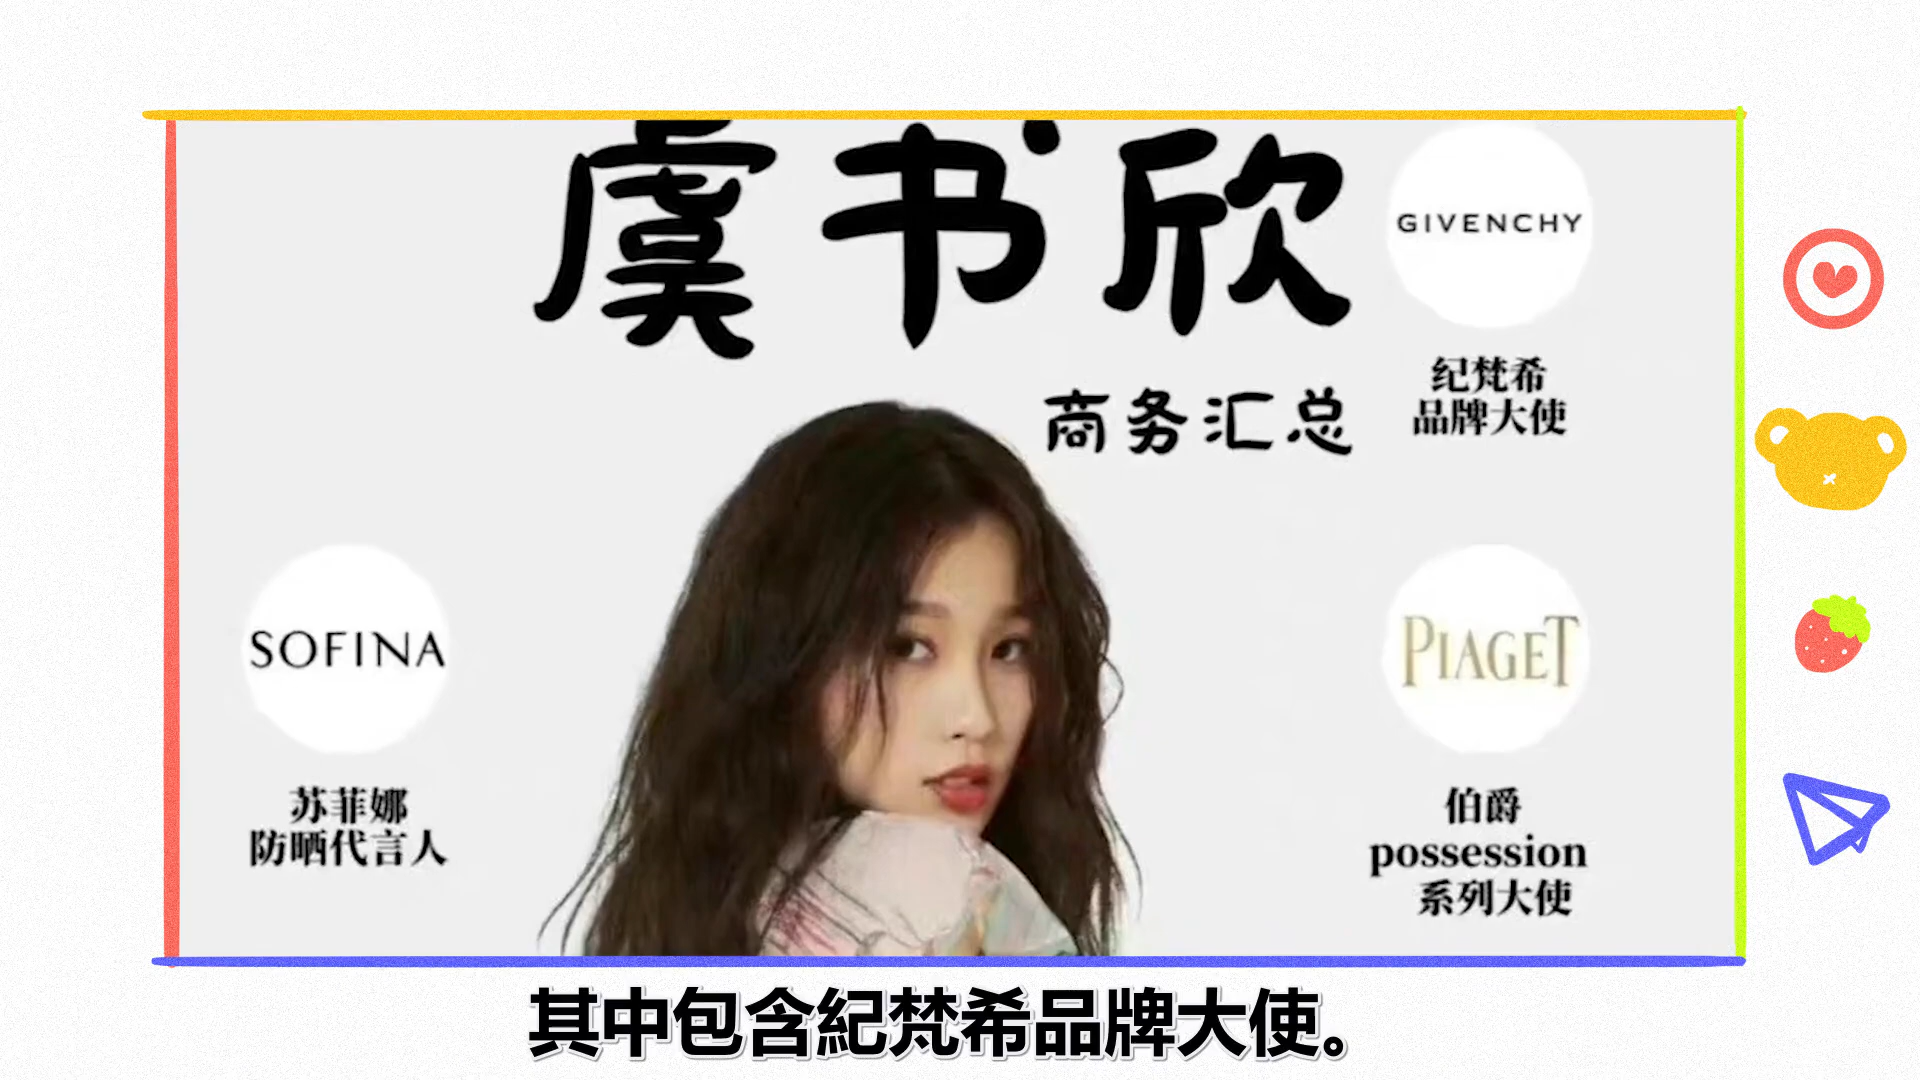 虞书欣
GIVENCHY
纪梵希
品牌大使
商务汇总
SOFINA
苏菲娜
防晒代言人
PIAGET
伯爵
possession
系列大使
其中包含紀梵希品牌大使。